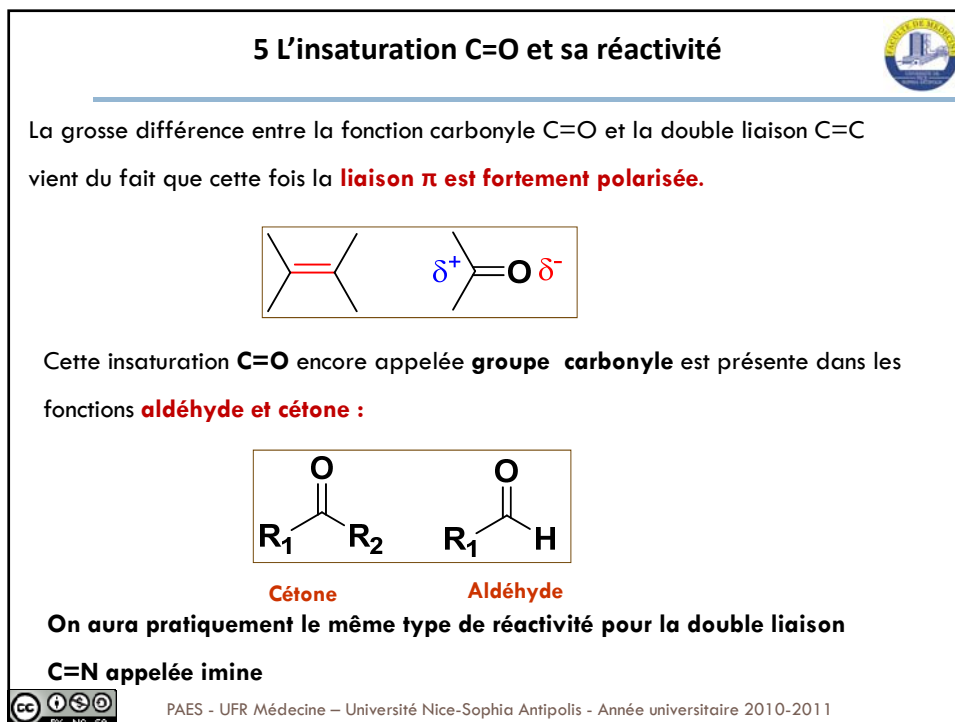 5 L'insaturation C=O et sa réactivité
La grosse différence entre la fonction carbonyle C=O et la double liaison C=C
vient du fait que cette fois la liaison π est fortement polarisée.
δ+ O δ-
Cette insaturation C=O encore appelée groupe carbonyle est présente dans les
fonctions aldéhyde et cétone :
O O
R1 R2 R1 H
Cétone Aldéhyde
On aura pratiquement le même type de réactivité pour la double liaison
C=N appelée imine
cc
PAES - UFR Médecine – Université Nice-Sophia Antipolis - Année universitaire 2010-2011